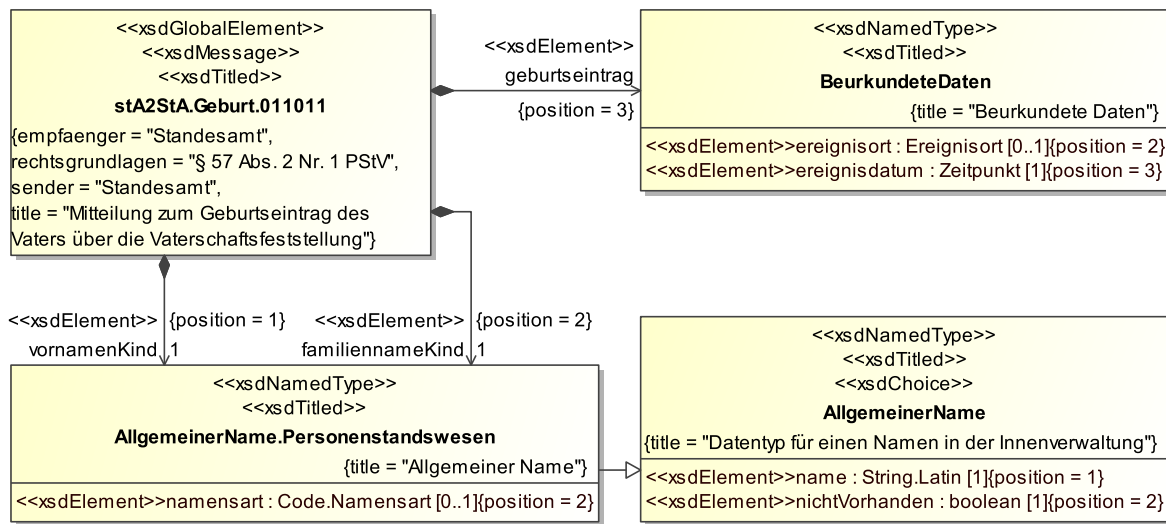 <<xsdGlobalElement>>
<<xsdMessage>>
<<xsdTitled>>
stA2StA.Geburt.011011
{empfaenger = "Standesamt",
rechtsgrundlagen = "§ 57 Abs. 2 Nr. 1 PStV",
sender = "Standesamt",
title = "Mitteilung zum Geburtseintrag des
Vaters über die Vaterschaftsfeststellung"}
<<xsdElement>>
geburtseintrag
{position = 3}
<<xsdNamedType>>
<<xsdTitled>>
BeurkundeteDaten
{title = "Beurkundete Daten"}
<<xsdElement>>ereignisort : Ereignisort [0..1]{position = 2}
<<xsdElement>>ereignisdatum : Zeitpunkt [1]{position = 3}
<<xsdElement>> {position = 1}
vornamenKind 1
<<xsdElement>> {position = 2}
familiennameKind 1
<<xsdNamedType>>
<<xsdTitled>>
AllgemeinerName.Personenstandswesen
{title = "Allgemeiner Name"}
<<xsdElement>>namensart : Code.Namensart [0..1]{position = 2}
<<xsdNamedType>>
<<xsdTitled>>
<<xsdChoice>>
AllgemeinerName
{title = "Datentyp für einen Namen in der Innenverwaltung"}
<<xsdElement>>name : String.Latin [1]{position = 1}
<<xsdElement>>nichtVorhanden : boolean [1]{position = 2}